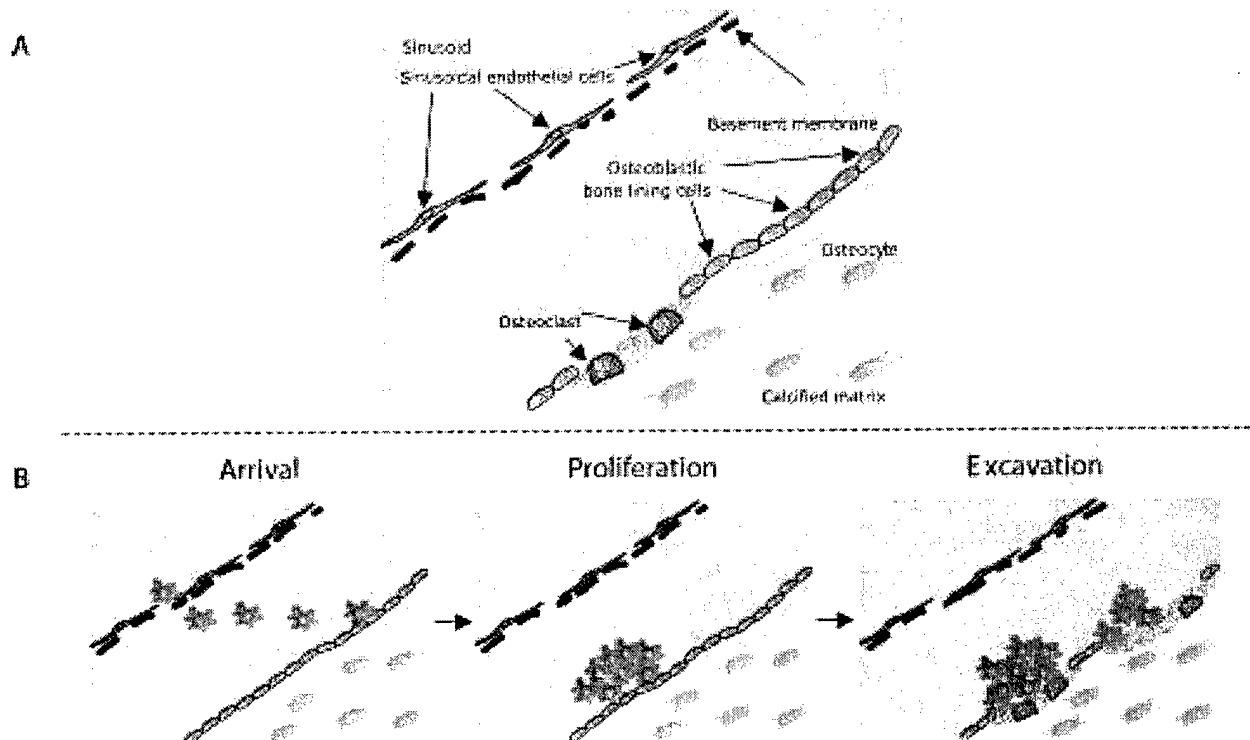 A
Sinusoid
Sinusoidal endothelial cells
Basement membrane
Osteoblastic
bone lining cells
Osteocyte
Osteoclast
Calcified matrix
B
Arrival
Proliferation
Excavation